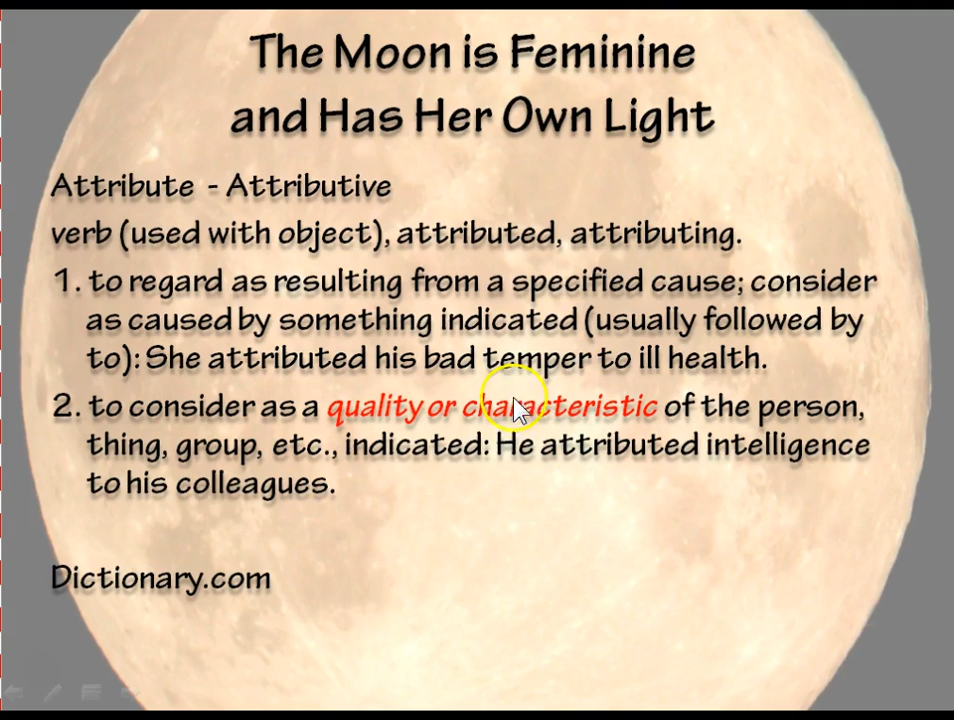 The Moon is Feminine
and Has Her Own Light
Attribute - Attributive
verb (used with object), attributed, attributing.
1. to regard as resulting from a specified cause; consider
as caused by something indicated (usually followed by
to): She attributed his bad temper to ill health.
2. to consider as a quality or characteristic of the person,
thing, group, etc., indicated: He attributed intelligence
to his colleagues.
Dictionary.com